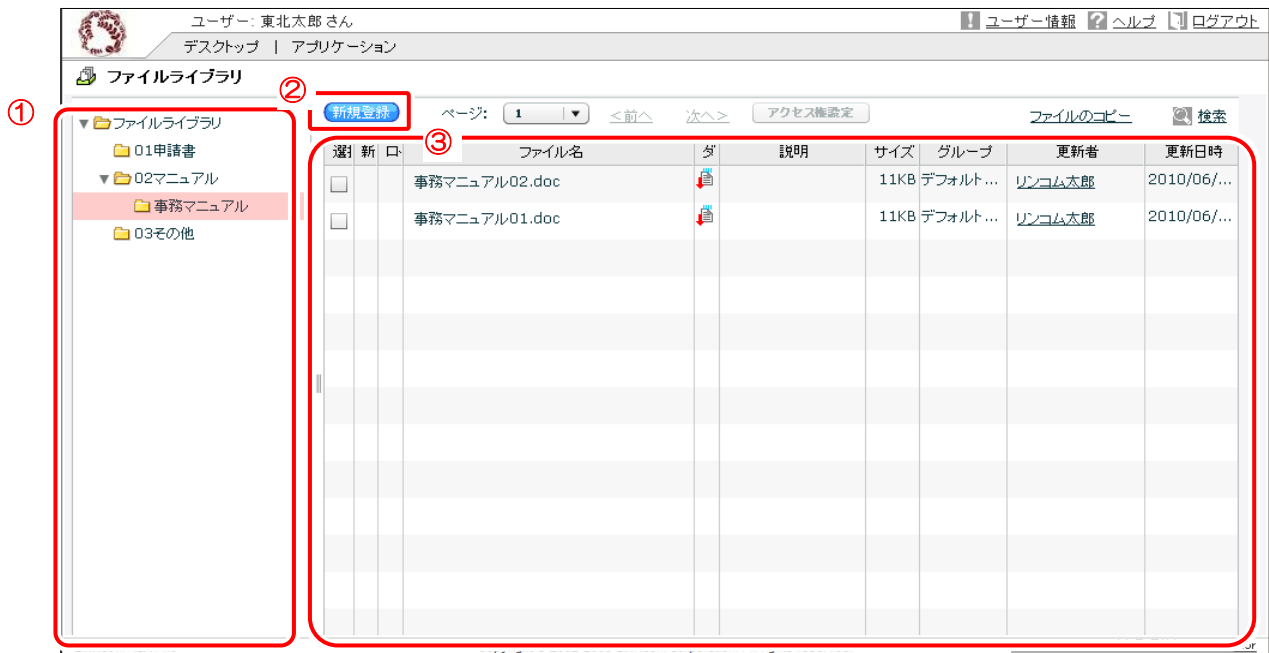 ユーザー: 東北太郎 さん
ユーザー情報 ヘルプ ログアウト
デスクトップ | アプリケーション
ファイルライブラリ
①
②
新規登録 ページ: 1 <前へ 次へ> アクセス権設定 ファイルのコピー 検索
▼ファイルライブラリ
01申請書
▼02マニュアル
事務マニュアル
03その他
③
選 新 ロ ファイル名 ダ 説明 サイズ グループ 更新者 更新日時
事務マニュアル02.doc 11KB デフォルト... リンコム太郎 2010/06/...
事務マニュアル01.doc 11KB デフォルト... リンコム太郎 2010/06/...